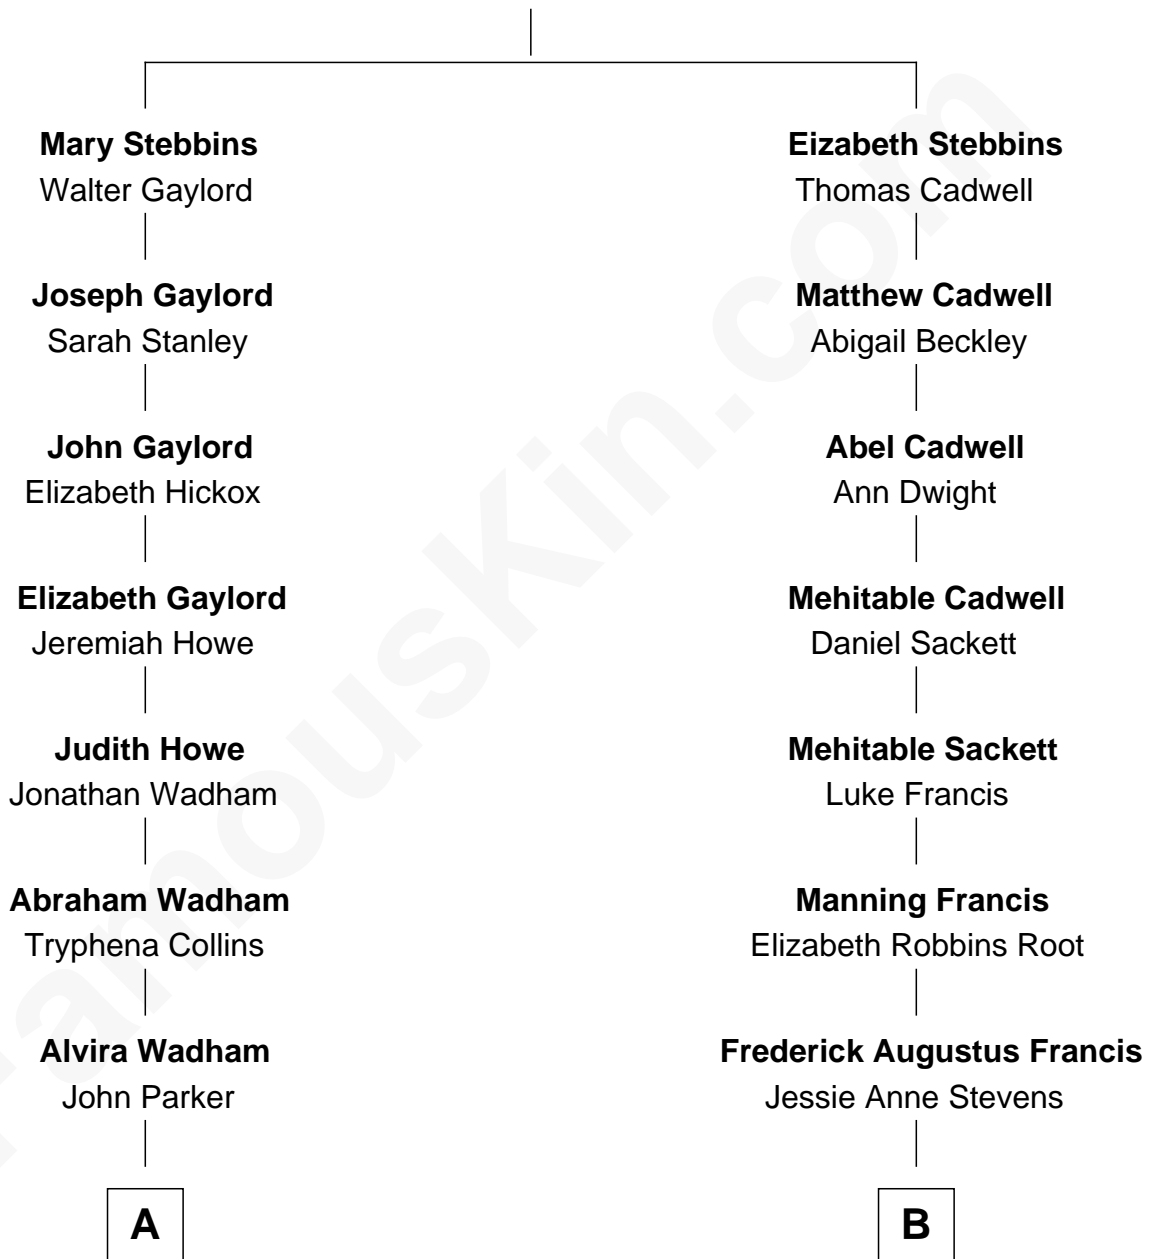 Mary Stebbins
Walter Gaylord
Joseph Gaylord
Sarah Stanley
John Gaylord
Elizabeth Hickox
Elizabeth Gaylord
Jeremiah Howe
Judith Howe
Jonathan Wadham
Abraham Wadham
Tryphena Collins
Alvira Wadham
John Parker
A
Eizabeth Stebbins
Thomas Cadwell
Matthew Cadwell
Abigail Beckley
Abel Cadwell
Ann Dwight
Mehitable Cadwell
Daniel Sackett
Mehitable Sackett
Luke Francis
Manning Francis
Elizabeth Robbins Root
Frederick Augustus Francis
Jessie Anne Stevens
B
FamousKin.com